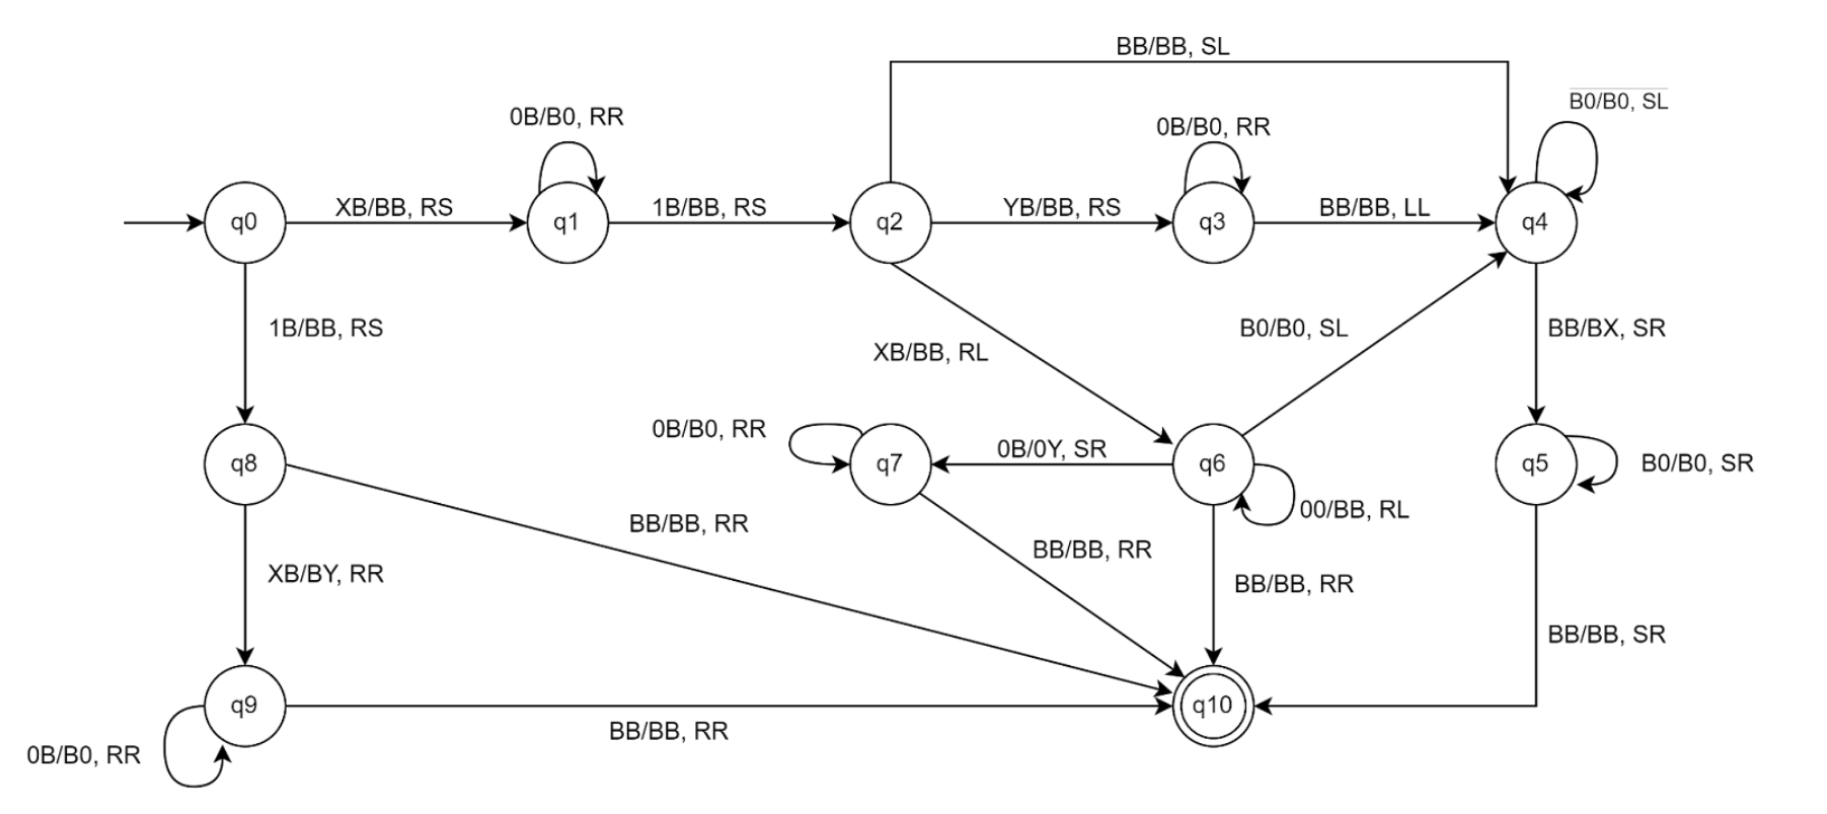 BB/BB, SL
B0/B0, SL
0B/B0, RR
0B/B0, RR
q0
XB/BB, RS
q1
1B/BB, RS
q2
YB/BB, RS
q3
BB/BB, LL
q4
1B/BB, RS
XB/BB, RL
B0/B0, SL
BB/BX, SR
0B/B0, RR
q8
q7
0B/0Y, SR
q6
q5
B0/B0, SR
00/BB, RL
BB/BB, RR
BB/BB, RR
XB/BY, RR
BB/BB, RR
BB/BB, SR
q9
q10
BB/BB, RR
0B/B0, RR